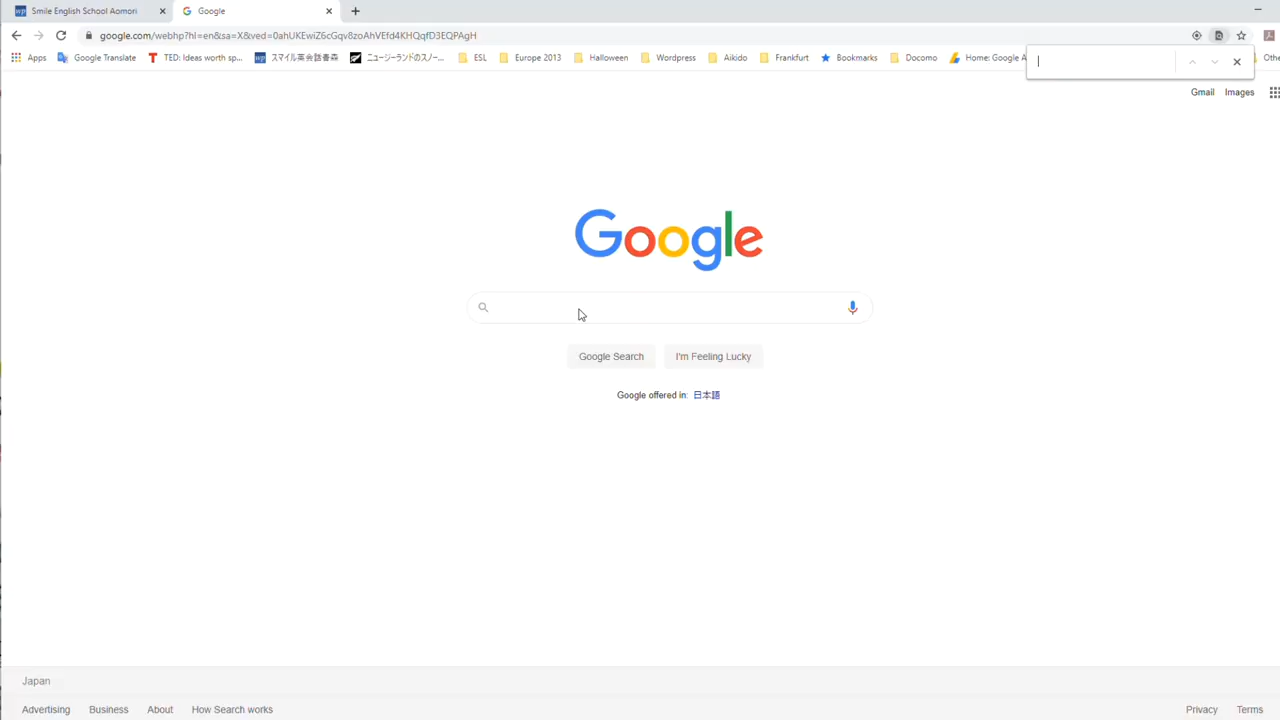 Smile English School Aomori
Google
google.com/webhp?hl=en&sa=X&ved=0ahUKEwiZ6cGqv8zoAhVEfd4KHQqfD3EQPAgH
Apps
Google Translate
TED: Ideas worth sp...
スマイル英会話青森
ニュージーランドのスノー...
ESL
Europe 2013
Halloween
Wordpress
Aikido
Frankfurt
Bookmarks
Docomo
Home: Google A
Othe
Gmail
Images
Google
Google Search
I'm Feeling Lucky
Google offered in: 日本語
Japan
Advertising
Business
About
How Search works
Privacy
Terms